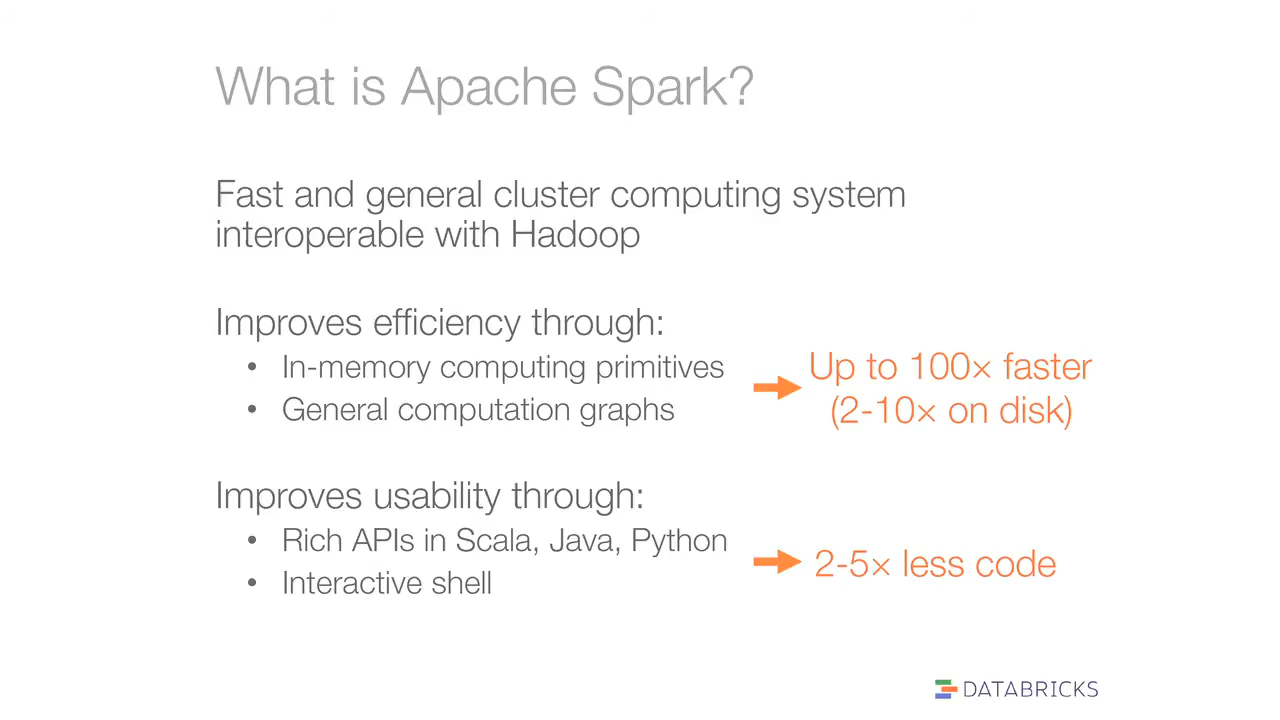 What is Apache Spark?
Fast and general cluster computing system
interoperable with Hadoop
Improves efficiency through:
• In-memory computing primitives
• General computation graphs
Up to 100× faster
(2-10× on disk)
Improves usability through:
• Rich APIs in Scala, Java, Python
• Interactive shell
2-5× less code
DATABRICKS